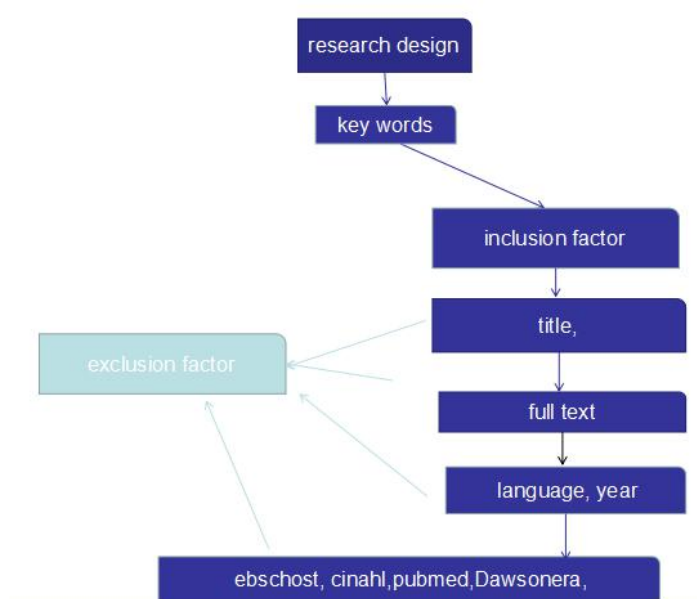 research design
key words
inclusion factor
title,
exclusion factor
full text
language, year
ebschost, cinahl,pubmed,Dawsonera,